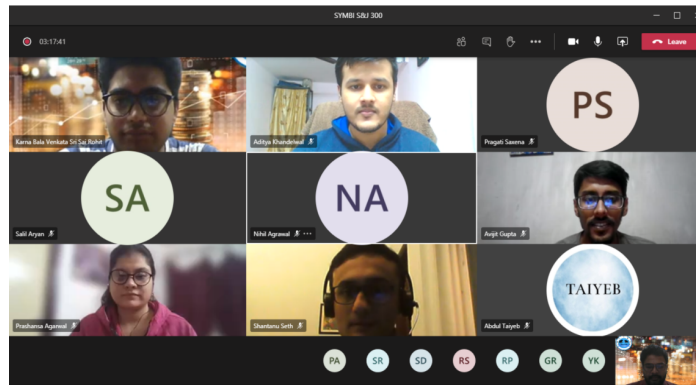 SYMBI S&J 300
03:17:41
Leave
Karna Bala Venkata Sri Sai Rohit
Aditya Khandelwal
PS
Pragati Saxena
SA
Salil Aryan
NA
Nihil Agrawal
Avijit Gupta
Prashansa Agarwal
Shantanu Seth
TAIYEB
Abdul Taiyeb
PA
SR
SD
RS
RP
GR
YK